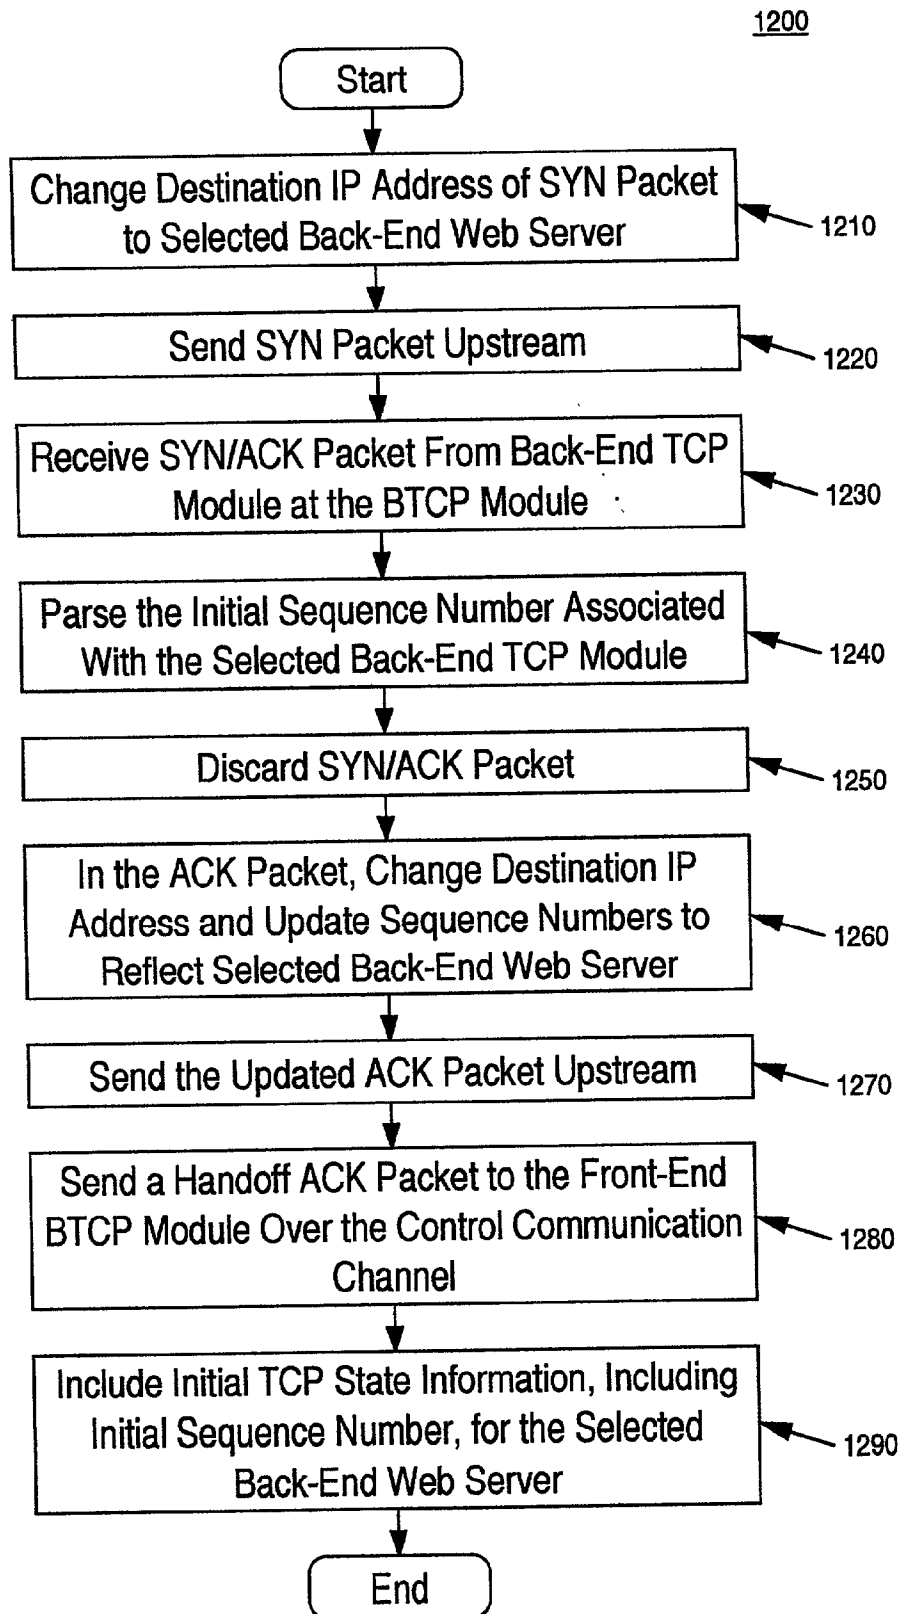 1200
Start
Change Destination IP Address of SYN Packet
to Selected Back-End Web Server
1210
Send SYN Packet Upstream
1220
Receive SYN/ACK Packet From Back-End TCP
Module at the BTCP Module
1230
Parse the Initial Sequence Number Associated
With the Selected Back-End TCP Module
1240
Discard SYN/ACK Packet
1250
In the ACK Packet, Change Destination IP
Address and Update Sequence Numbers to
Reflect Selected Back-End Web Server
1260
Send the Updated ACK Packet Upstream
1270
Send a Handoff ACK Packet to the Front-End
BTCP Module Over the Control Communication
Channel
1280
Include Initial TCP State Information, Including
Initial Sequence Number, for the Selected
Back-End Web Server
1290
End